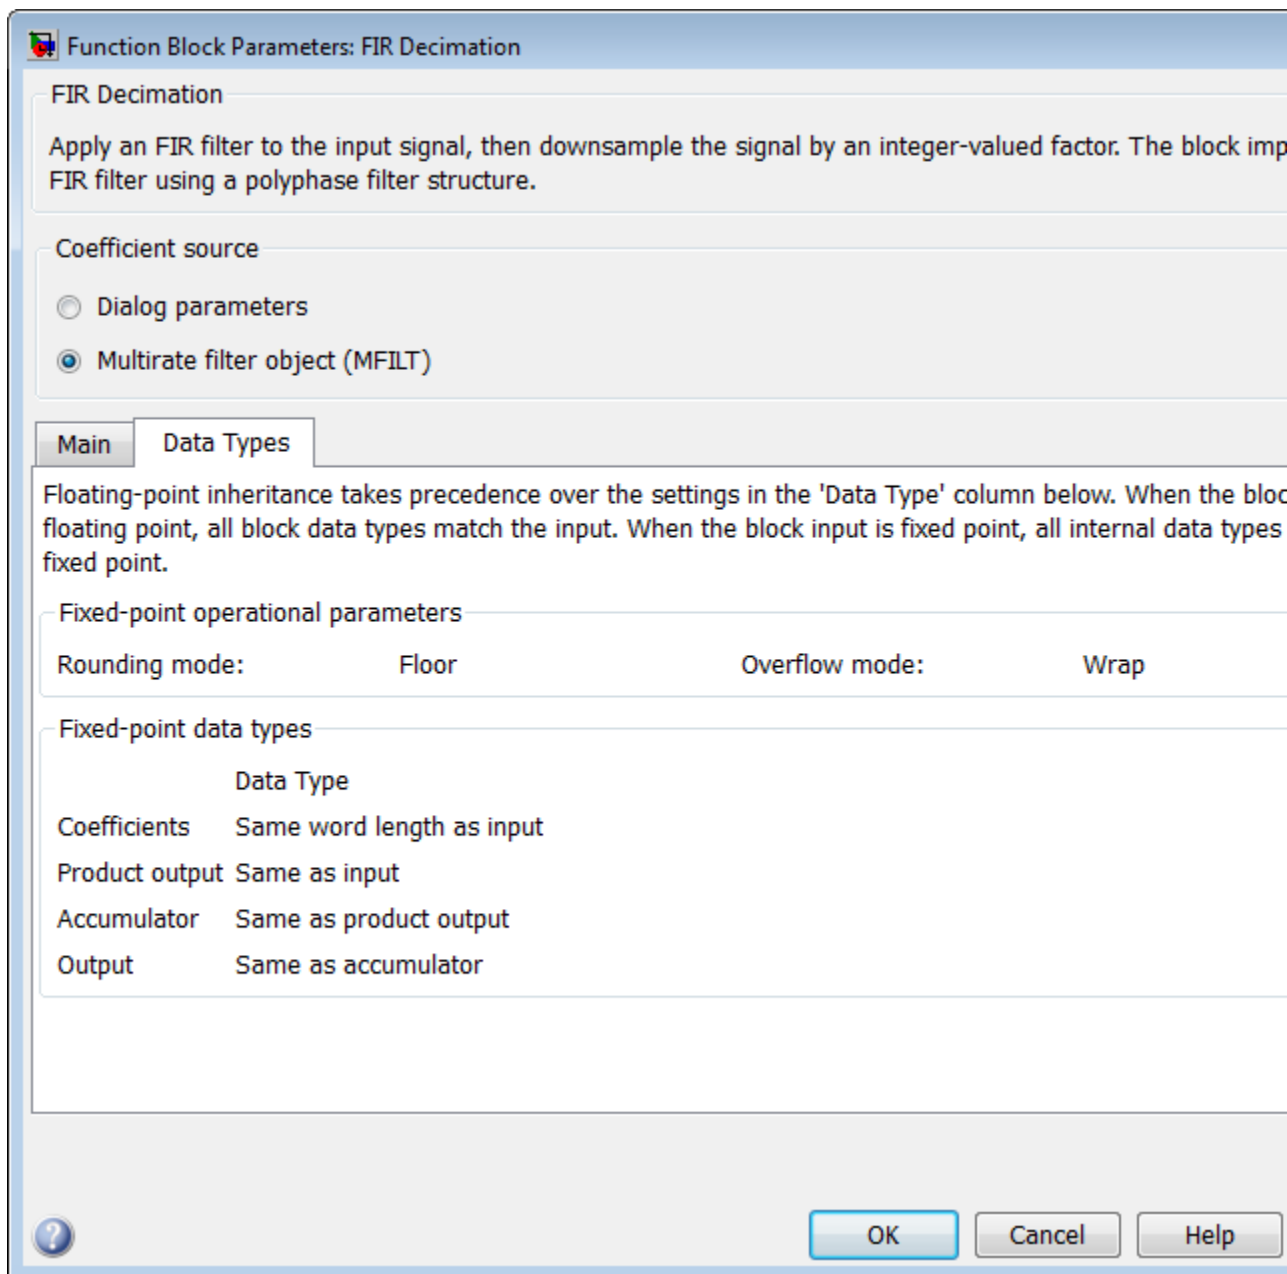 Function Block Parameters: FIR Decimation
FIR Decimation
Apply an FIR filter to the input signal, then downsample the signal by an integer-valued factor. The block imp
FIR filter using a polyphase filter structure.
Coefficient source
Dialog parameters
Multirate filter object (MFILT)
Main Data Types
Floating-point inheritance takes precedence over the settings in the 'Data Type' column below. When the bloc
floating point, all block data types match the input. When the block input is fixed point, all internal data types
fixed point.
Fixed-point operational parameters
Rounding mode: Floor Overflow mode: Wrap
Fixed-point data types
Data Type
Coefficients Same word length as input
Product output Same as input
Accumulator Same as product output
Output Same as accumulator
? OK Cancel Help